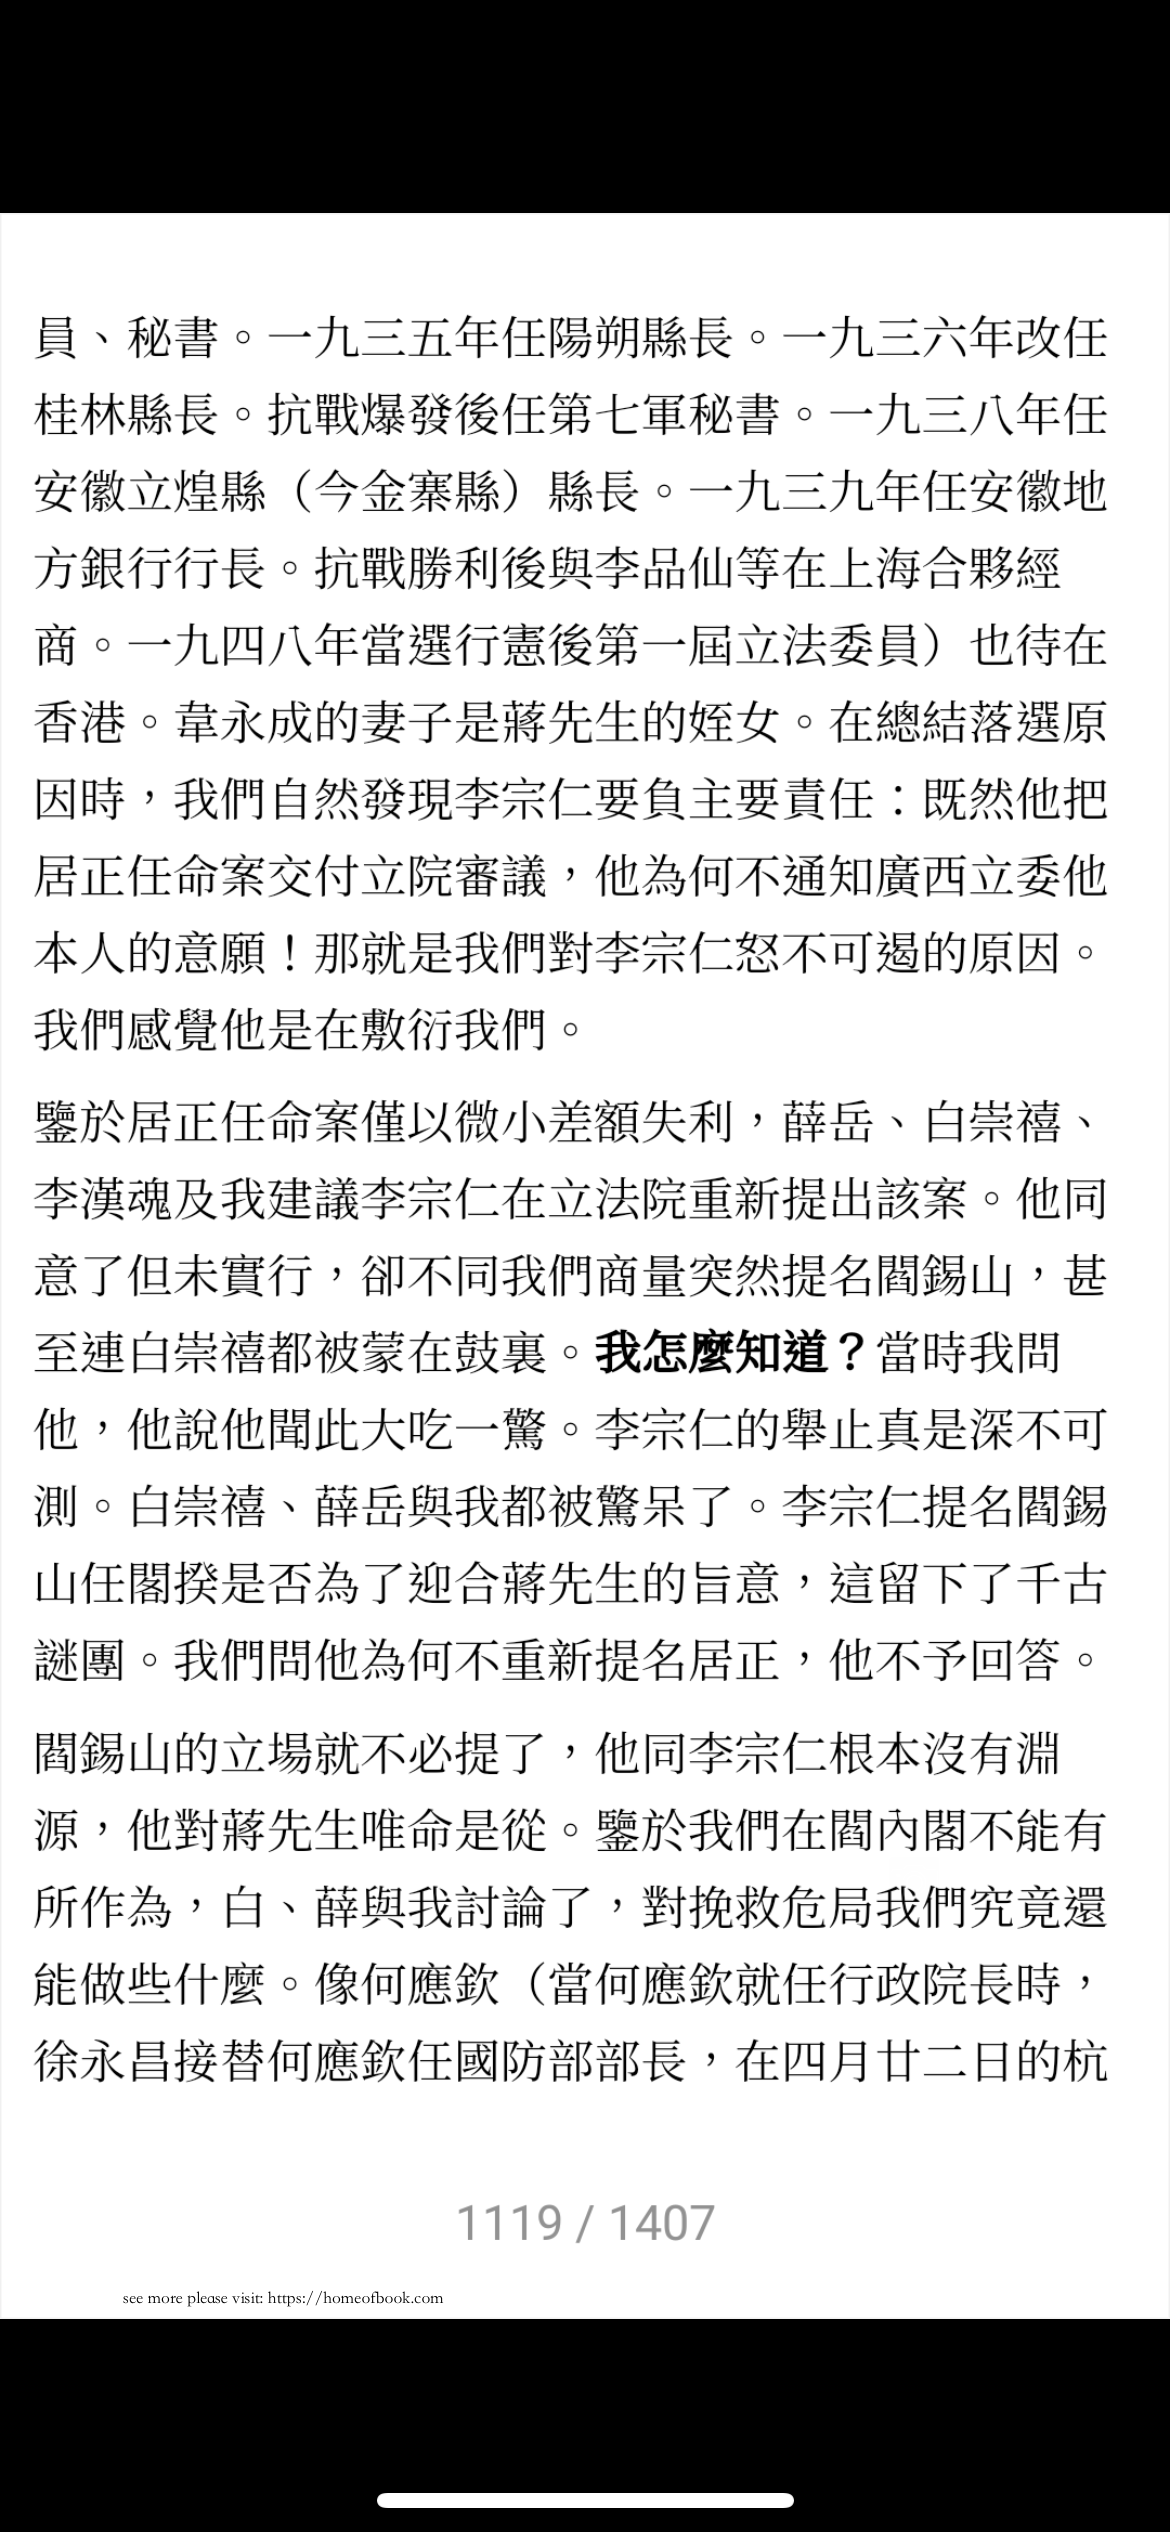 員、秘書。一九三五年任陽朔縣長。一九三六年改任
桂林縣長。抗戰爆發後任第七軍秘書。一九三八年任
安徽立煌縣（今金寨縣）縣長。一九三九年任安徽地
方銀行行長。抗戰勝利後與李品仙等在上海合夥經
商。一九四八年當選行憲後第一屆立法委員）也待在
香港。韋永成的妻子是蔣先生的姪女。在總結落選原
因時，我們自然發現李宗仁要負主要責任：既然他把
居正任命案交付立院審議，他為何不通知廣西立委他
本人的意願！那就是我們對李宗仁怒不可遏的原因。
我們感覺他是在敷衍我們。
鑒於居正任命案僅以微小差額失利，薛岳、白崇禧、
李漢魂及我建議李宗仁在立法院重新提出該案。他同
意了但未實行，卻不同我們商量突然提名閻錫山，甚
至連白崇禧都被蒙在鼓裏。我怎麼知道？當時我問
他，他說他聞此大吃一驚。李宗仁的舉止真是深不可
測。白崇禧、薛岳與我都被驚呆了。李宗仁提名閻錫
山任閣揆是否為了迎合蔣先生的旨意，這留下了千古
謎團。我們問他為何不重新提名居正，他不予回答。
閻錫山的立場就不必提了，他同李宗仁根本沒有淵
源，他對蔣先生唯命是從。鑒於我們在閻內閣不能有
所作為，白、薛與我討論了，對挽救危局我們究竟還
能做些什麼。像何應欽（當何應欽就任行政院長時，
徐永昌接替何應欽任國防部部長，在四月廿二日的杭
1119 / 1407
see more please visit: https://homeofbook.com